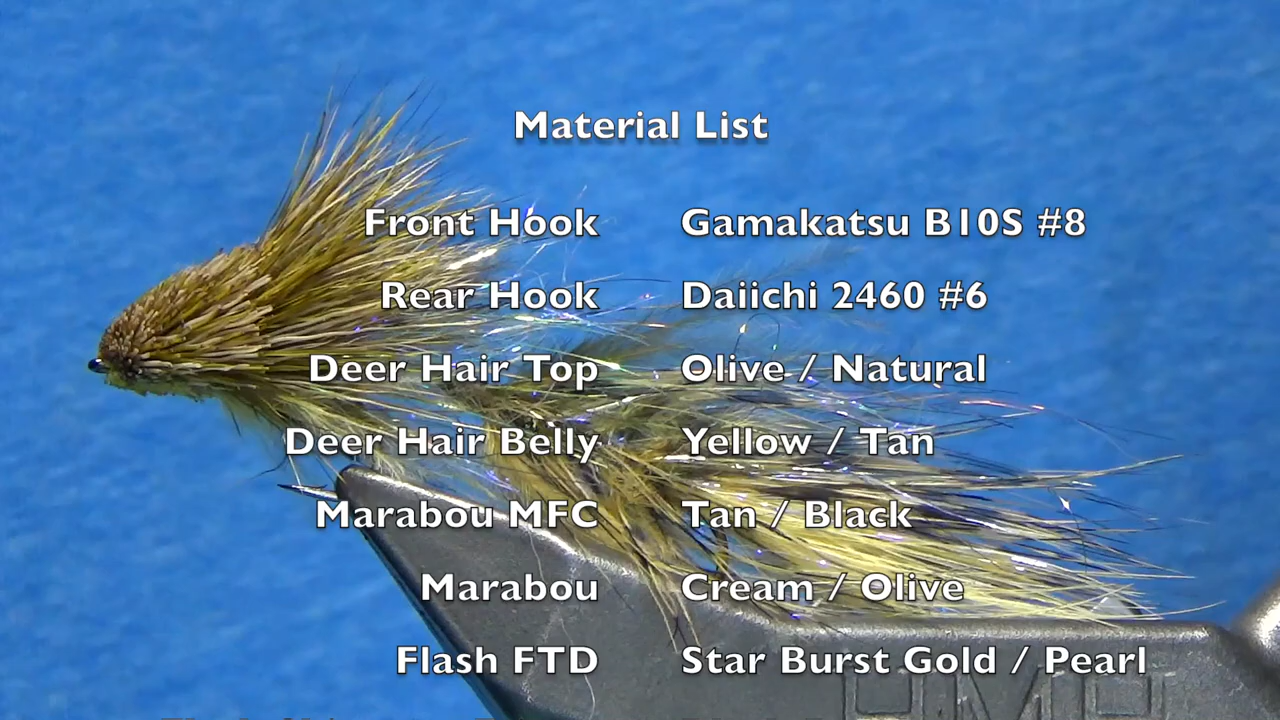 Material List
Front Hook Gamakatsu B10S #8
Rear Hook Daiichi 2460 #6
Deer Hair Top Olive / Natural
Deer Hair Belly Yellow / Tan
Marabou MFC Tan / Black
Marabou Cream / Olive
Flash FTD Star Burst Gold / Pearl